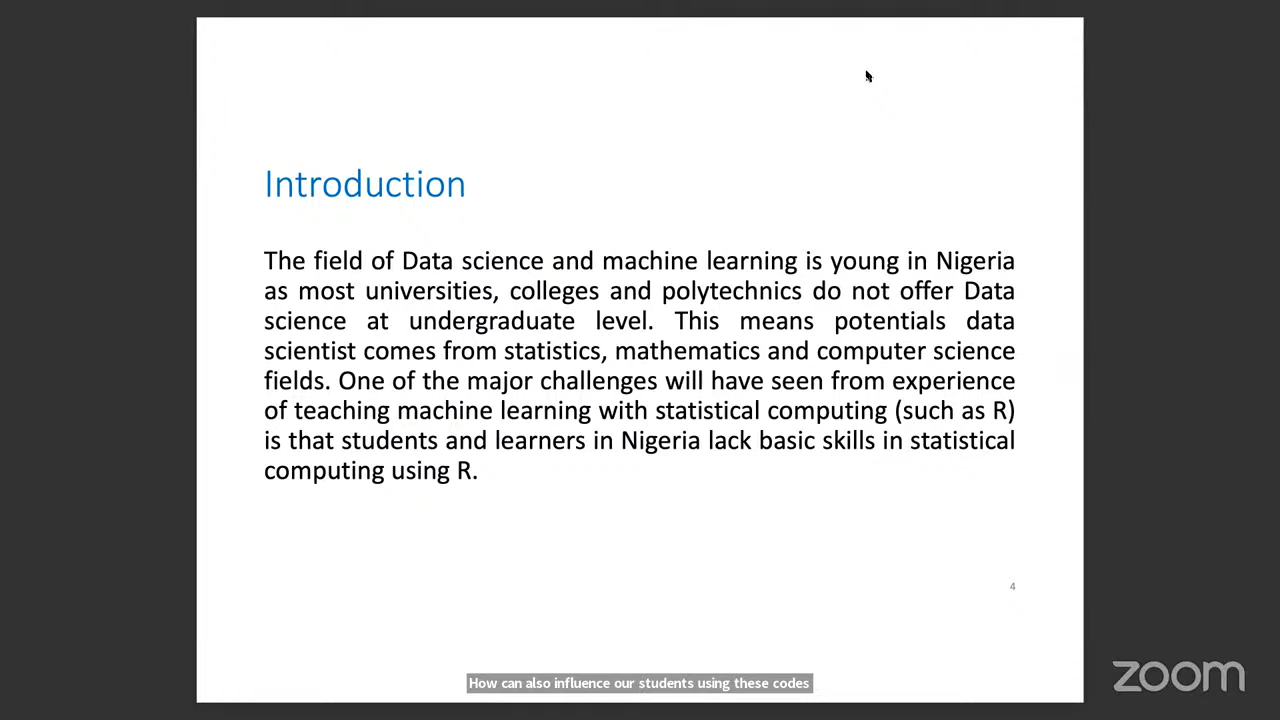 Introduction
The field of Data science and machine learning is young in Nigeria
as most universities, colleges and polytechnics do not offer Data
science at undergraduate level. This means potentials data
scientist comes from statistics, mathematics and computer science
fields. One of the major challenges will have seen from experience
of teaching machine learning with statistical computing (such as R)
is that students and learners in Nigeria lack basic skills in statistical
computing using R.
4
How can also influence our students using these codes
zoom